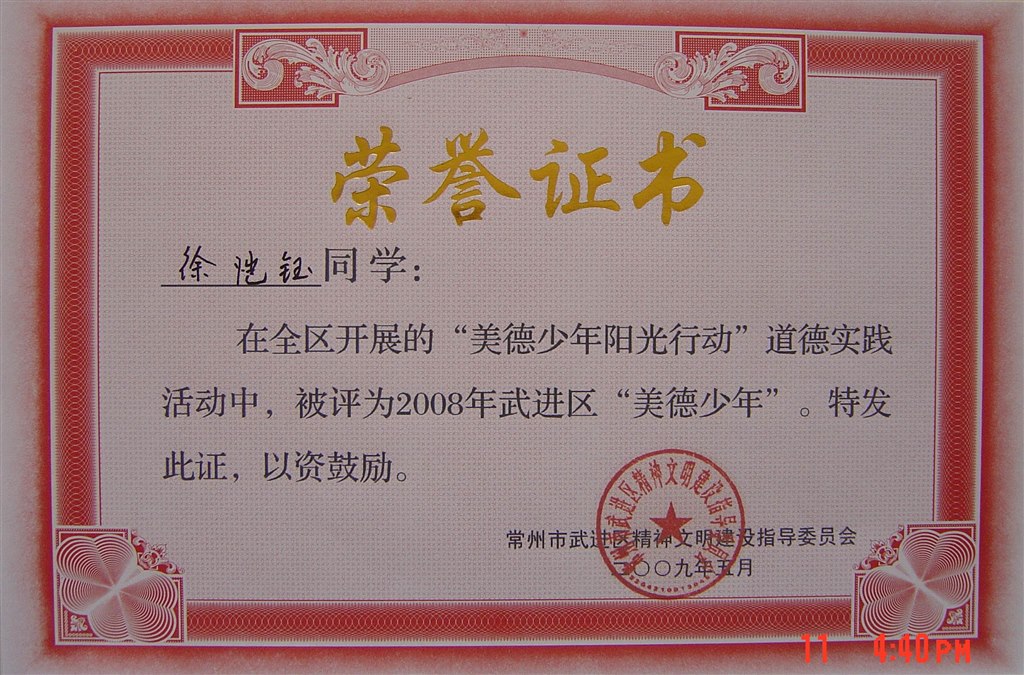 荣誉证书
徐恺钰同学：
在全区开展的“美德少年阳光行动”道德实践
活动中，被评为2008年武进区“美德少年”。特发
此证，以资鼓励。
常州市武进区精神文明建设指导委员会
二〇〇九年五月
11 4:40PM